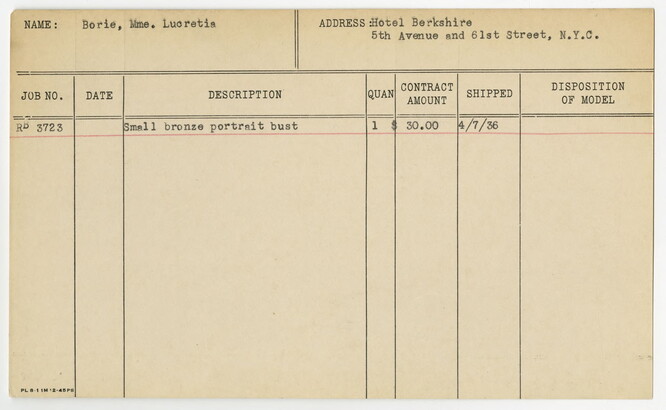 NAME: Borie, Mme. Lucretia
ADDRESS: Hotel Berkshire
5th Avenue and 61st Street, N.Y.C.
JOB NO. DATE DESCRIPTION QUAN CONTRACT AMOUNT SHIPPED DISPOSITION OF MODEL
RD 3723 Small bronze portrait bust 1 $ 30.00 4/7/36